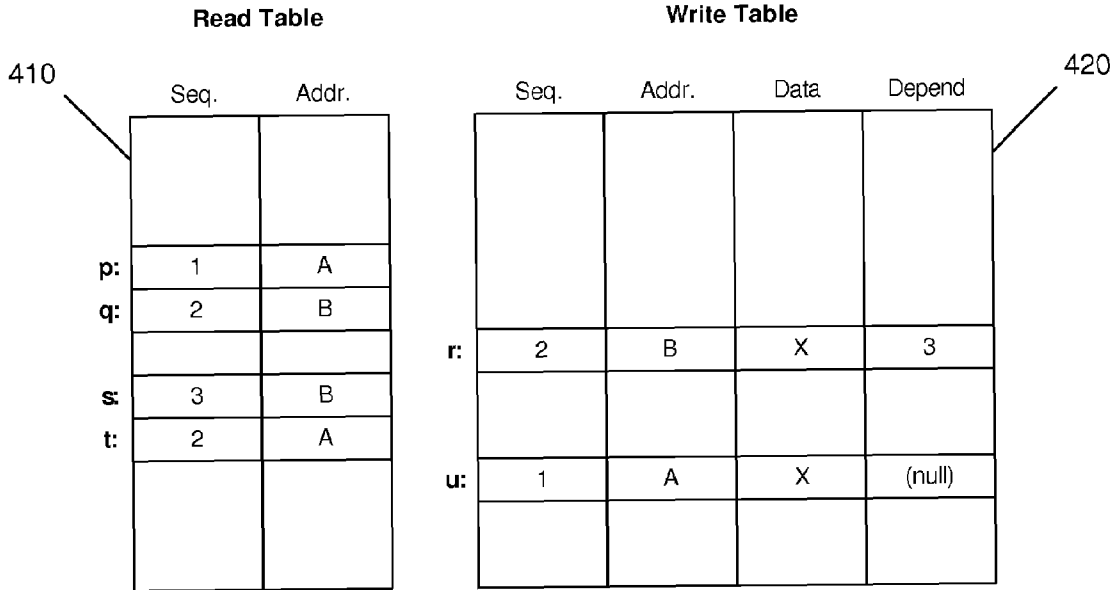 Read Table
Write Table
410
420
Seq. Addr.
Seq. Addr. Data Depend
p: 1 A
q: 2 B
r: 2 B X 3
s: 3 B
t: 2 A
u: 1 A X (null)